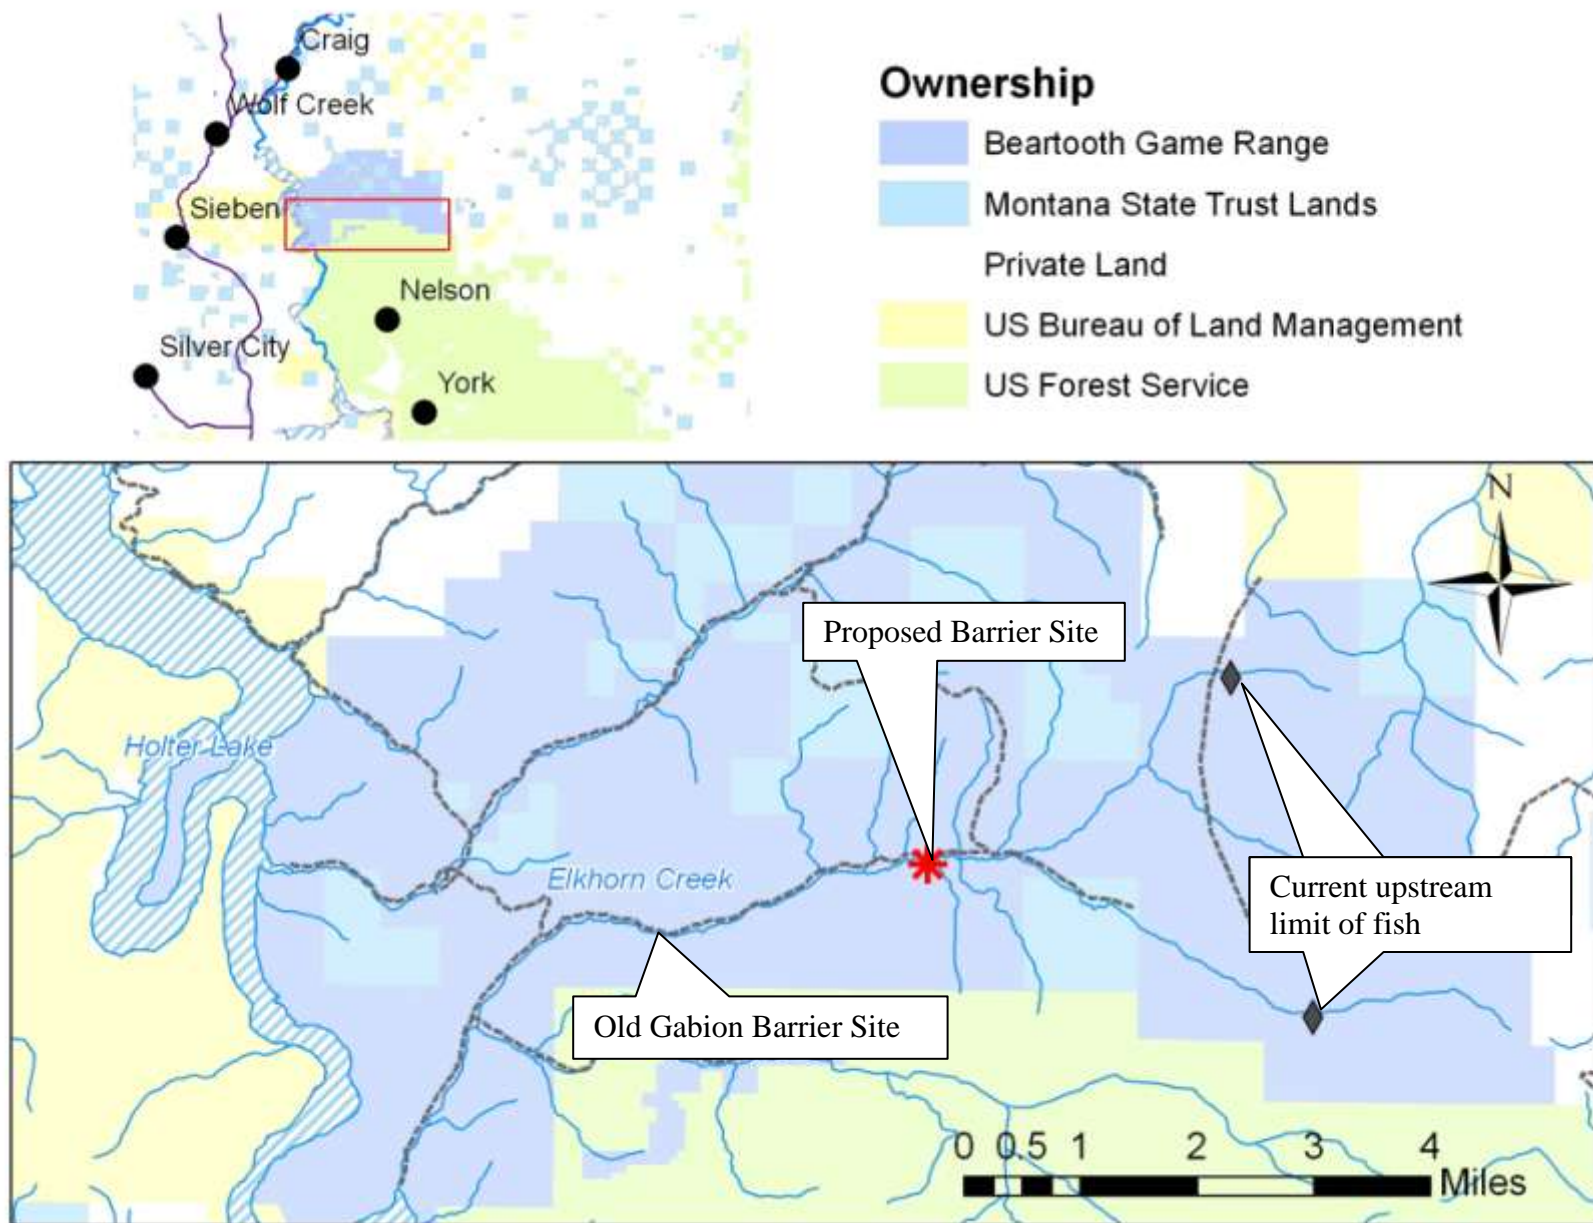 Craig
Wolf Creek
Sieben
Nelson
Silver City
York
Ownership
Beartooth Game Range
Montana State Trust Lands
Private Land
US Bureau of Land Management
US Forest Service
N
Proposed Barrier Site
Holter Lake
Elkhorn Creek
Current upstream
limit of fish
Old Gabion Barrier Site
0 0.5 1 2 3 4
Miles